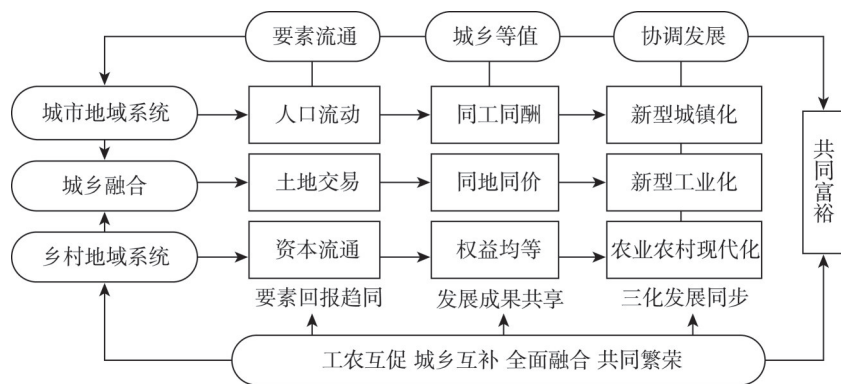 要素流通
城乡等值
协调发展
城市地域系统
人口流动
同工同酬
新型城镇化
城乡融合
土地交易
同地同价
新型工业化
共同富裕
乡村地域系统
资本流通
权益均等
农业农村现代化
要素回报趋同
发展成果共享
三化发展同步
工农互促 城乡互补 全面融合 共同繁荣